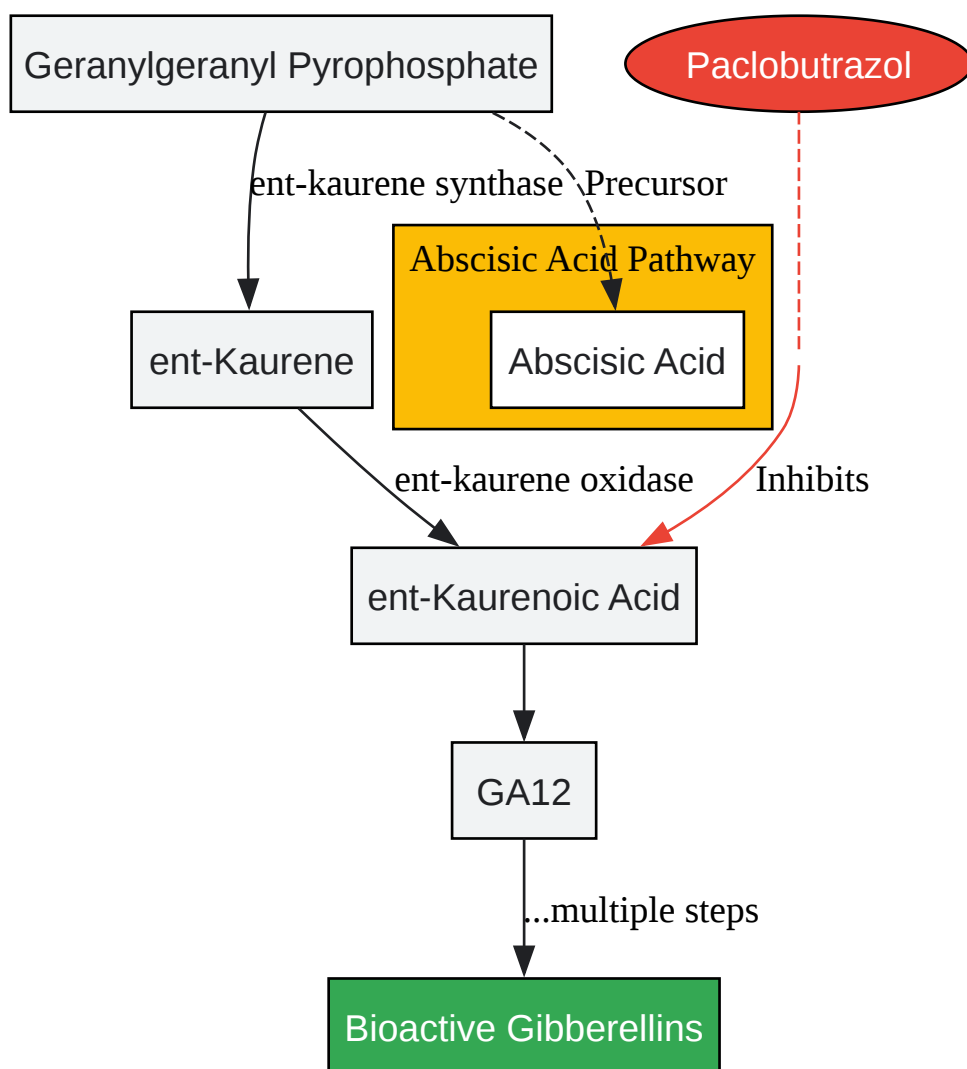 Geranylgeranyl Pyrophosphate
Paclobutrazol
ent-kaurene synthase
Precursor
Abscisic Acid Pathway
ent-Kaurene
Abscisic Acid
ent-kaurene oxidase
Inhibits
ent-Kaurenoic Acid
GA12
...multiple steps
Bioactive Gibberellins